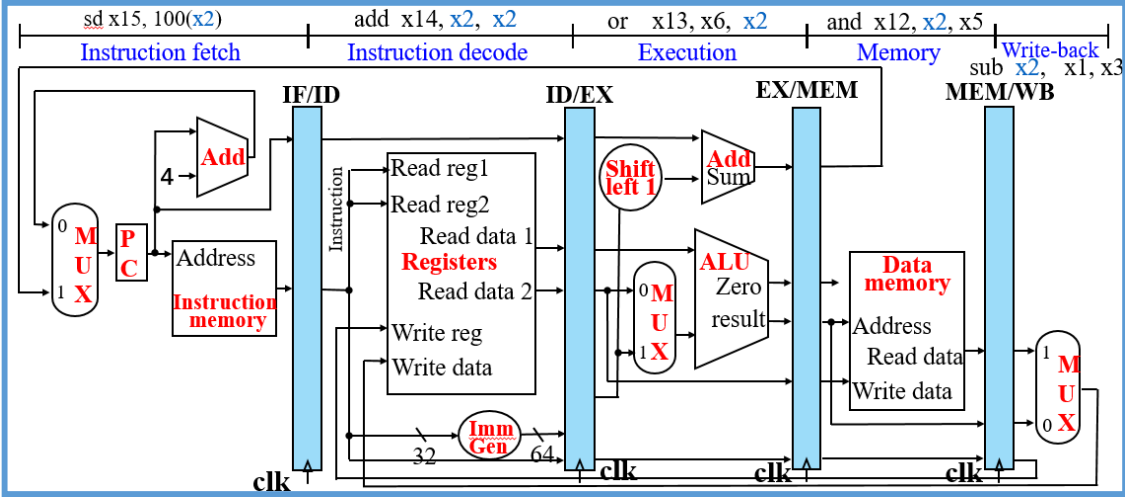 sd x15, 100(x2) add x14, x2, x2 or x13, x6, x2 and x12, x2, x5
Instruction fetch Instruction decode Execution Memory Write-back
sub x2, x1, x3
IF/ID ID/EX EX/MEM MEM/WB
Add
4
0
M
U
X
1
P
C
Address
Instruction
memory
Instruction
Read reg1
Read reg2
Read data 1
Registers
Read data 2
Write reg
Write data
Imm
Gen
32
64
Shift
left 1
Add
Sum
0
M
U
1 X
ALU
Zero
result
Data
memory
Address
Read data
Write data
1
M
U
0 X
clk clk clk clk